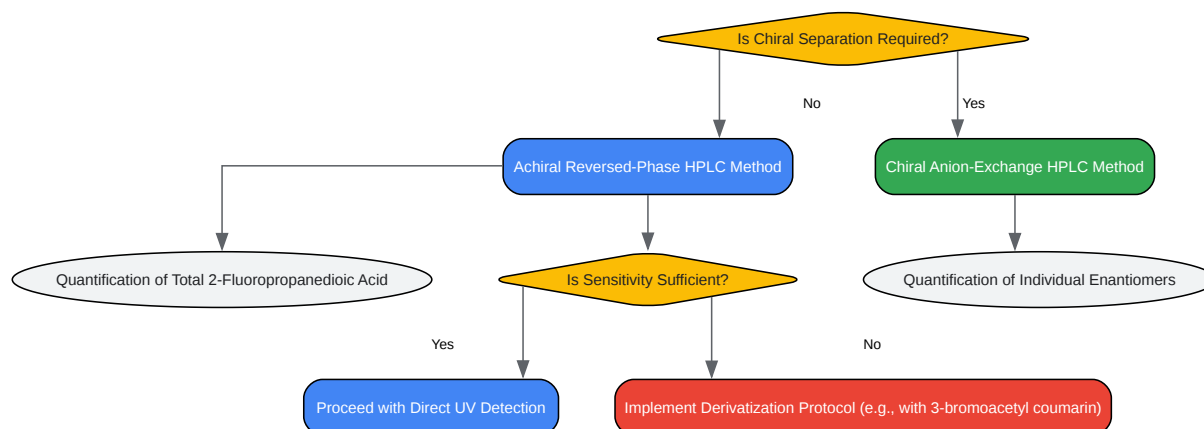 Is Chiral Separation Required?
No
Yes
Achiral Reversed-Phase HPLC Method
Chiral Anion-Exchange HPLC Method
Quantification of Total 2-Fluoropropanedioic Acid
Is Sensitivity Sufficient?
Quantification of Individual Enantiomers
Yes
No
Proceed with Direct UV Detection
Implement Derivatization Protocol (e.g., with 3-bromoacetyl coumarin)